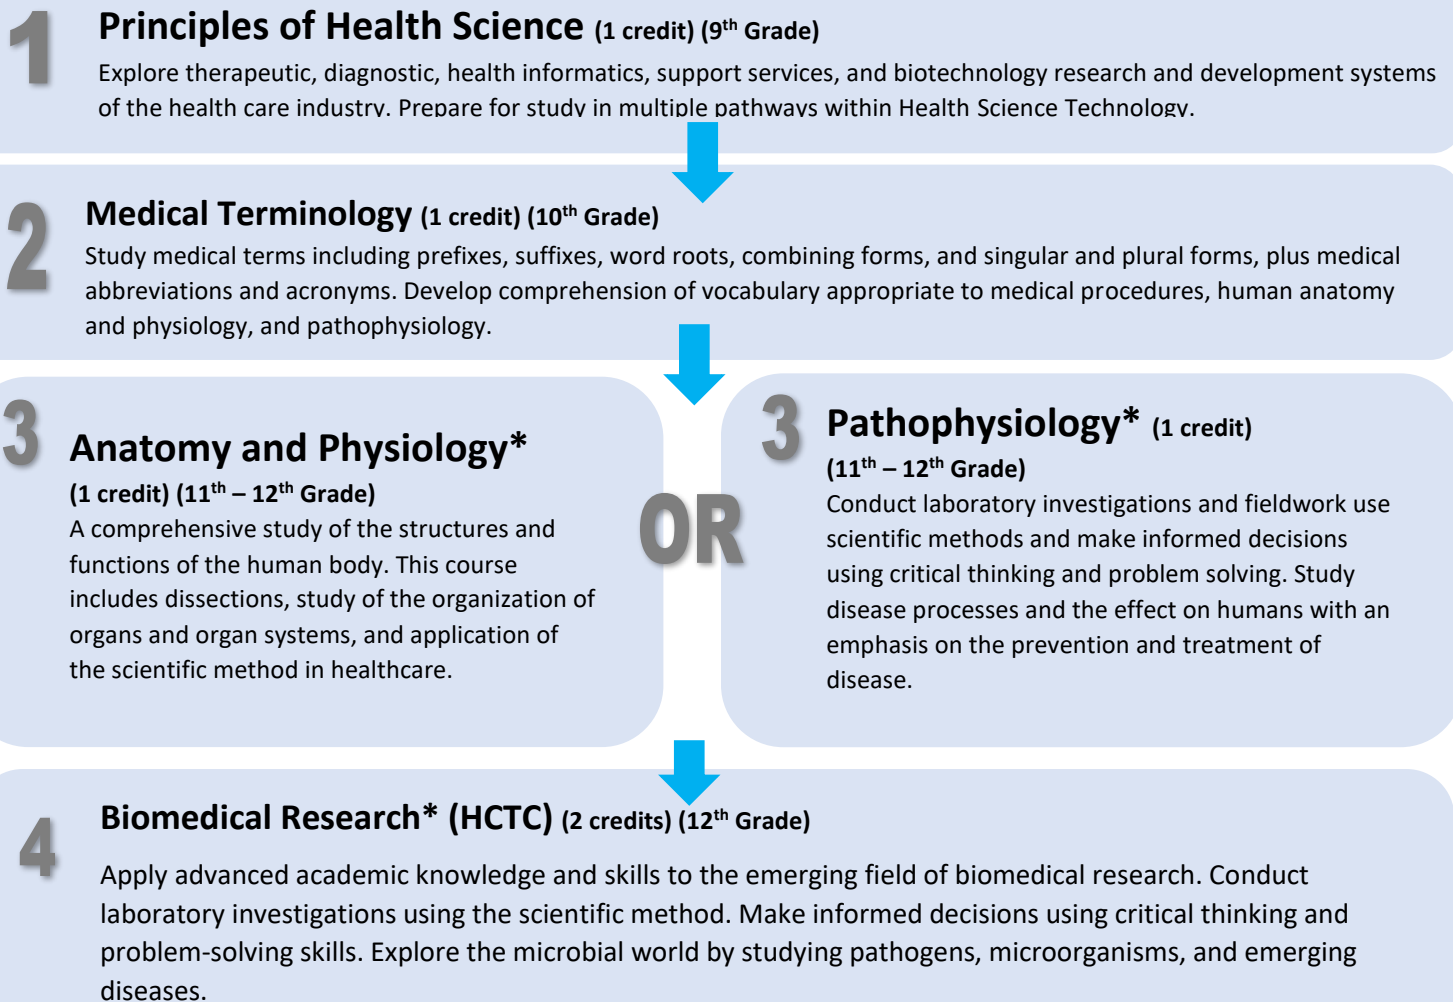 1
Principles of Health Science (1 credit) (9th Grade)
Explore therapeutic, diagnostic, health informatics, support services, and biotechnology research and development systems
of the health care industry. Prepare for study in multiple pathways within Health Science Technology.
2
Medical Terminology (1 credit) (10th Grade)
Study medical terms including prefixes, suffixes, word roots, combining forms, and singular and plural forms, plus medical
abbreviations and acronyms. Develop comprehension of vocabulary appropriate to medical procedures, human anatomy
and physiology, and pathophysiology.
3
Anatomy and Physiology*
(1 credit) (11th – 12th Grade)
A comprehensive study of the structures and
functions of the human body. This course
includes dissections, study of the organization of
organs and organ systems, and application of
the scientific method in healthcare.
OR
3
Pathophysiology* (1 credit)
(11th – 12th Grade)
Conduct laboratory investigations and fieldwork use
scientific methods and make informed decisions
using critical thinking and problem solving. Study
disease processes and the effect on humans with an
emphasis on the prevention and treatment of
disease.
4
Biomedical Research* (HCTC) (2 credits) (12th Grade)
Apply advanced academic knowledge and skills to the emerging field of biomedical research. Conduct
laboratory investigations using the scientific method. Make informed decisions using critical thinking and
problem-solving skills. Explore the microbial world by studying pathogens, microorganisms, and emerging
diseases.